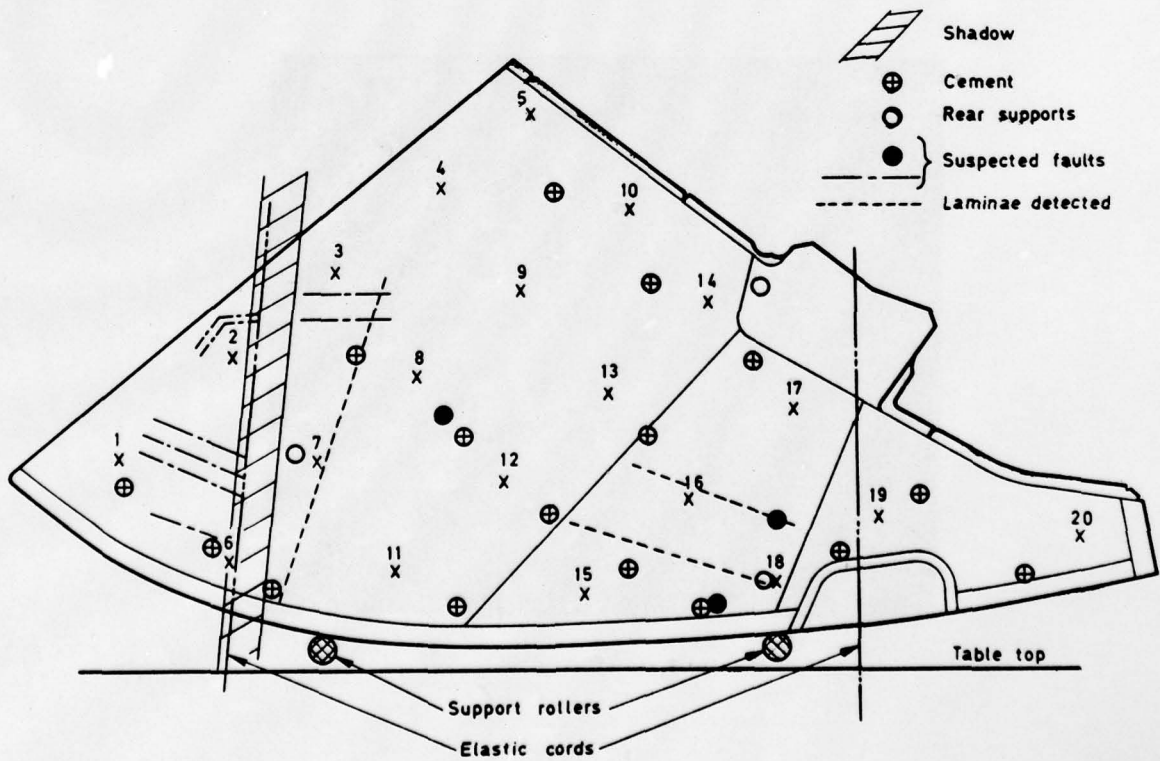 Shadow
Cement
Rear supports
Suspected faults
Laminae detected
5
4
10
3
9
14
2
8
13
17
1
7
12
16
19
20
6
11
15
18
Table top
Support rollers
Elastic cords